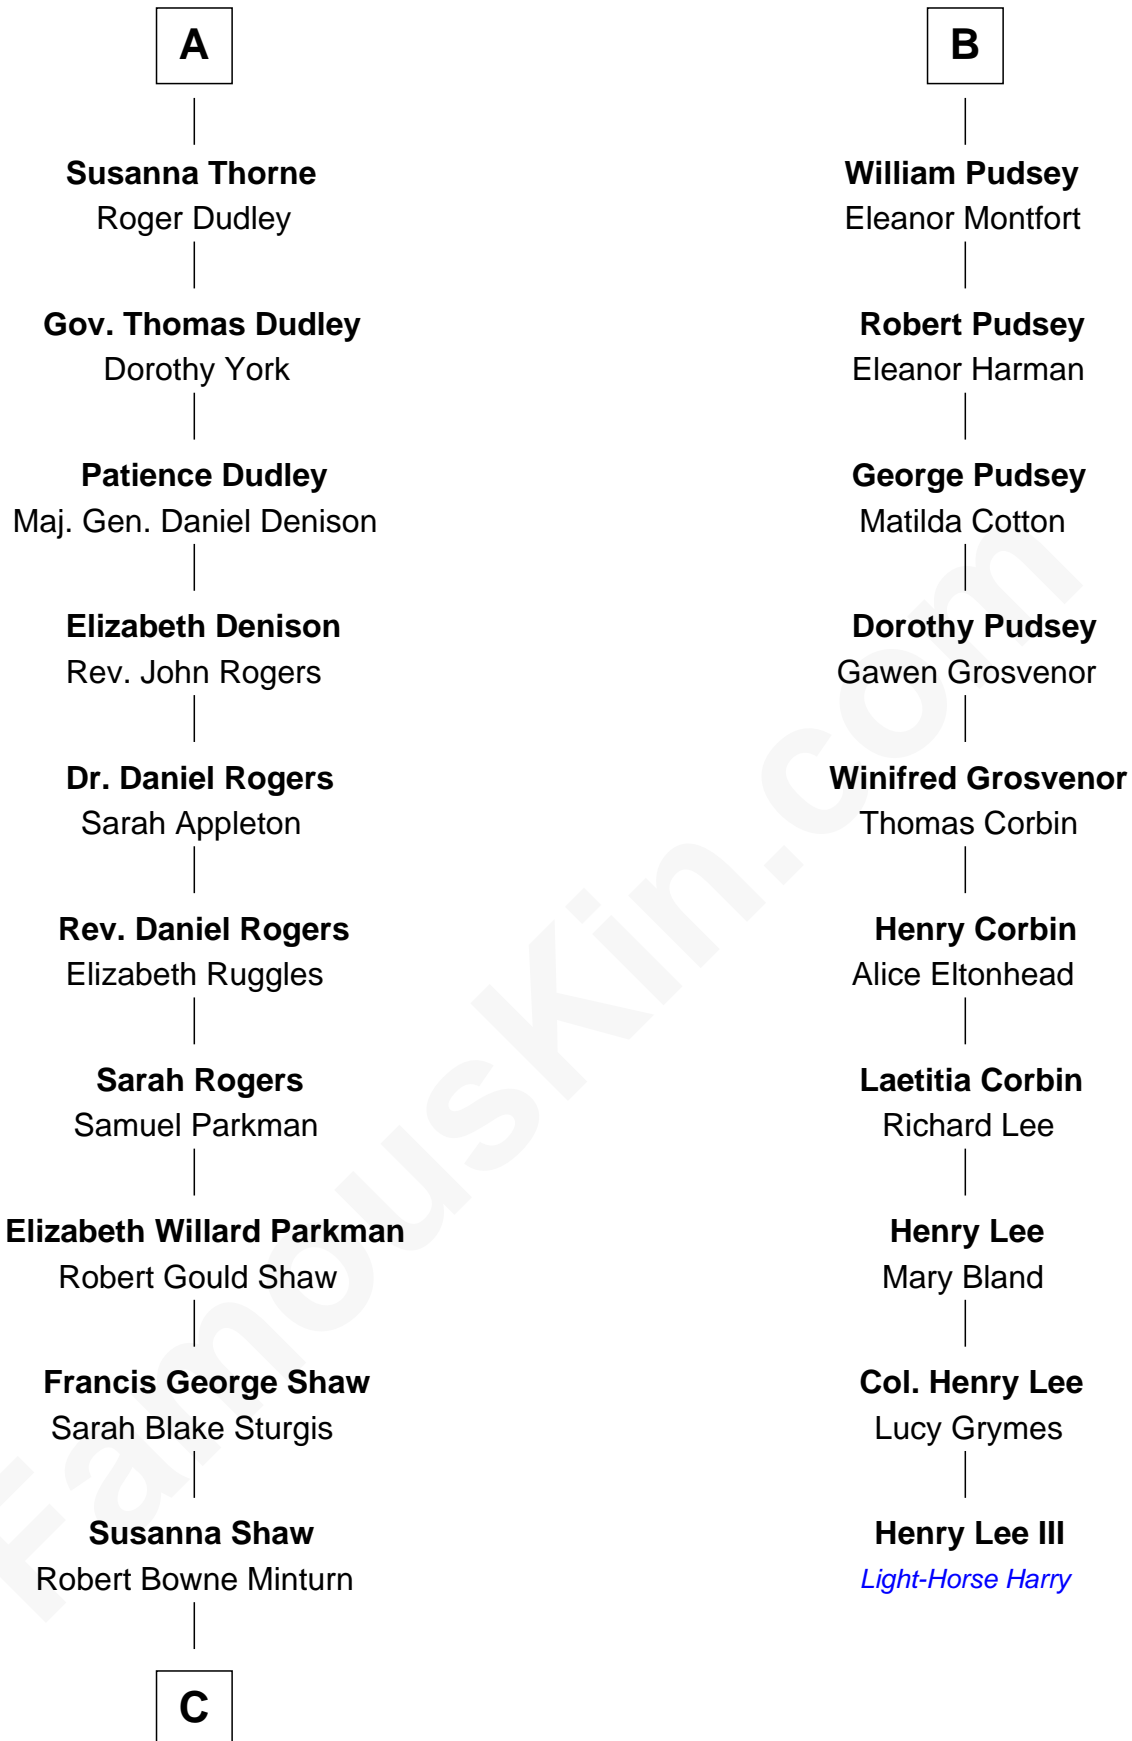 A
Susanna Thorne
Roger Dudley
Gov. Thomas Dudley
Dorothy York
Patience Dudley
Maj. Gen. Daniel Denison
Elizabeth Denison
Rev. John Rogers
Dr. Daniel Rogers
Sarah Appleton
Rev. Daniel Rogers
Elizabeth Ruggles
Sarah Rogers
Samuel Parkman
Elizabeth Willard Parkman
Robert Gould Shaw
Francis George Shaw
Sarah Blake Sturgis
Susanna Shaw
Robert Bowne Minturn
C
B
William Pudsey
Eleanor Montfort
Robert Pudsey
Eleanor Harman
George Pudsey
Matilda Cotton
Dorothy Pudsey
Gawen Grosvenor
Winifred Grosvenor
Thomas Corbin
Henry Corbin
Alice Eltonhead
Laetitia Corbin
Richard Lee
Henry Lee
Mary Bland
Col. Henry Lee
Lucy Grymes
Henry Lee III
Light-Horse Harry
FamousKin.com